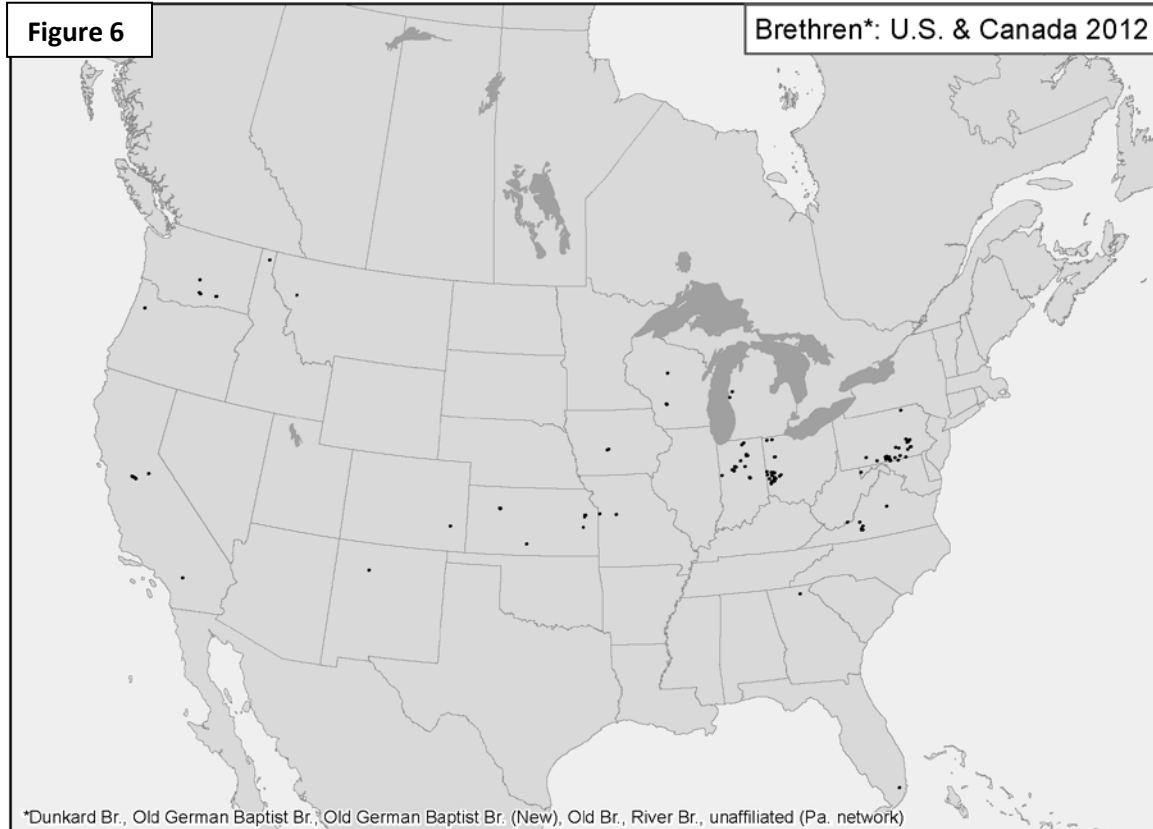 Figure 6
Brethren*: U.S. & Canada 2012
*Dunkard Br., Old German Baptist Br., Old German Baptist Br. (New), Old Br., River Br., unaffiliated (Pa. network)